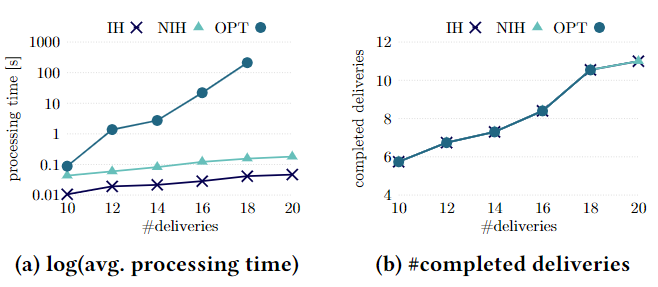 IH NIH OPT
1000
100
10
1
0.1
0.01
processing time [s]
10 12 14 16 18 20
#deliveries
(a) log(avg. processing time)
IH NIH OPT
12
10
8
6
4
completed deliveries
10 12 14 16 18 20
#deliveries
(b) #completed deliveries